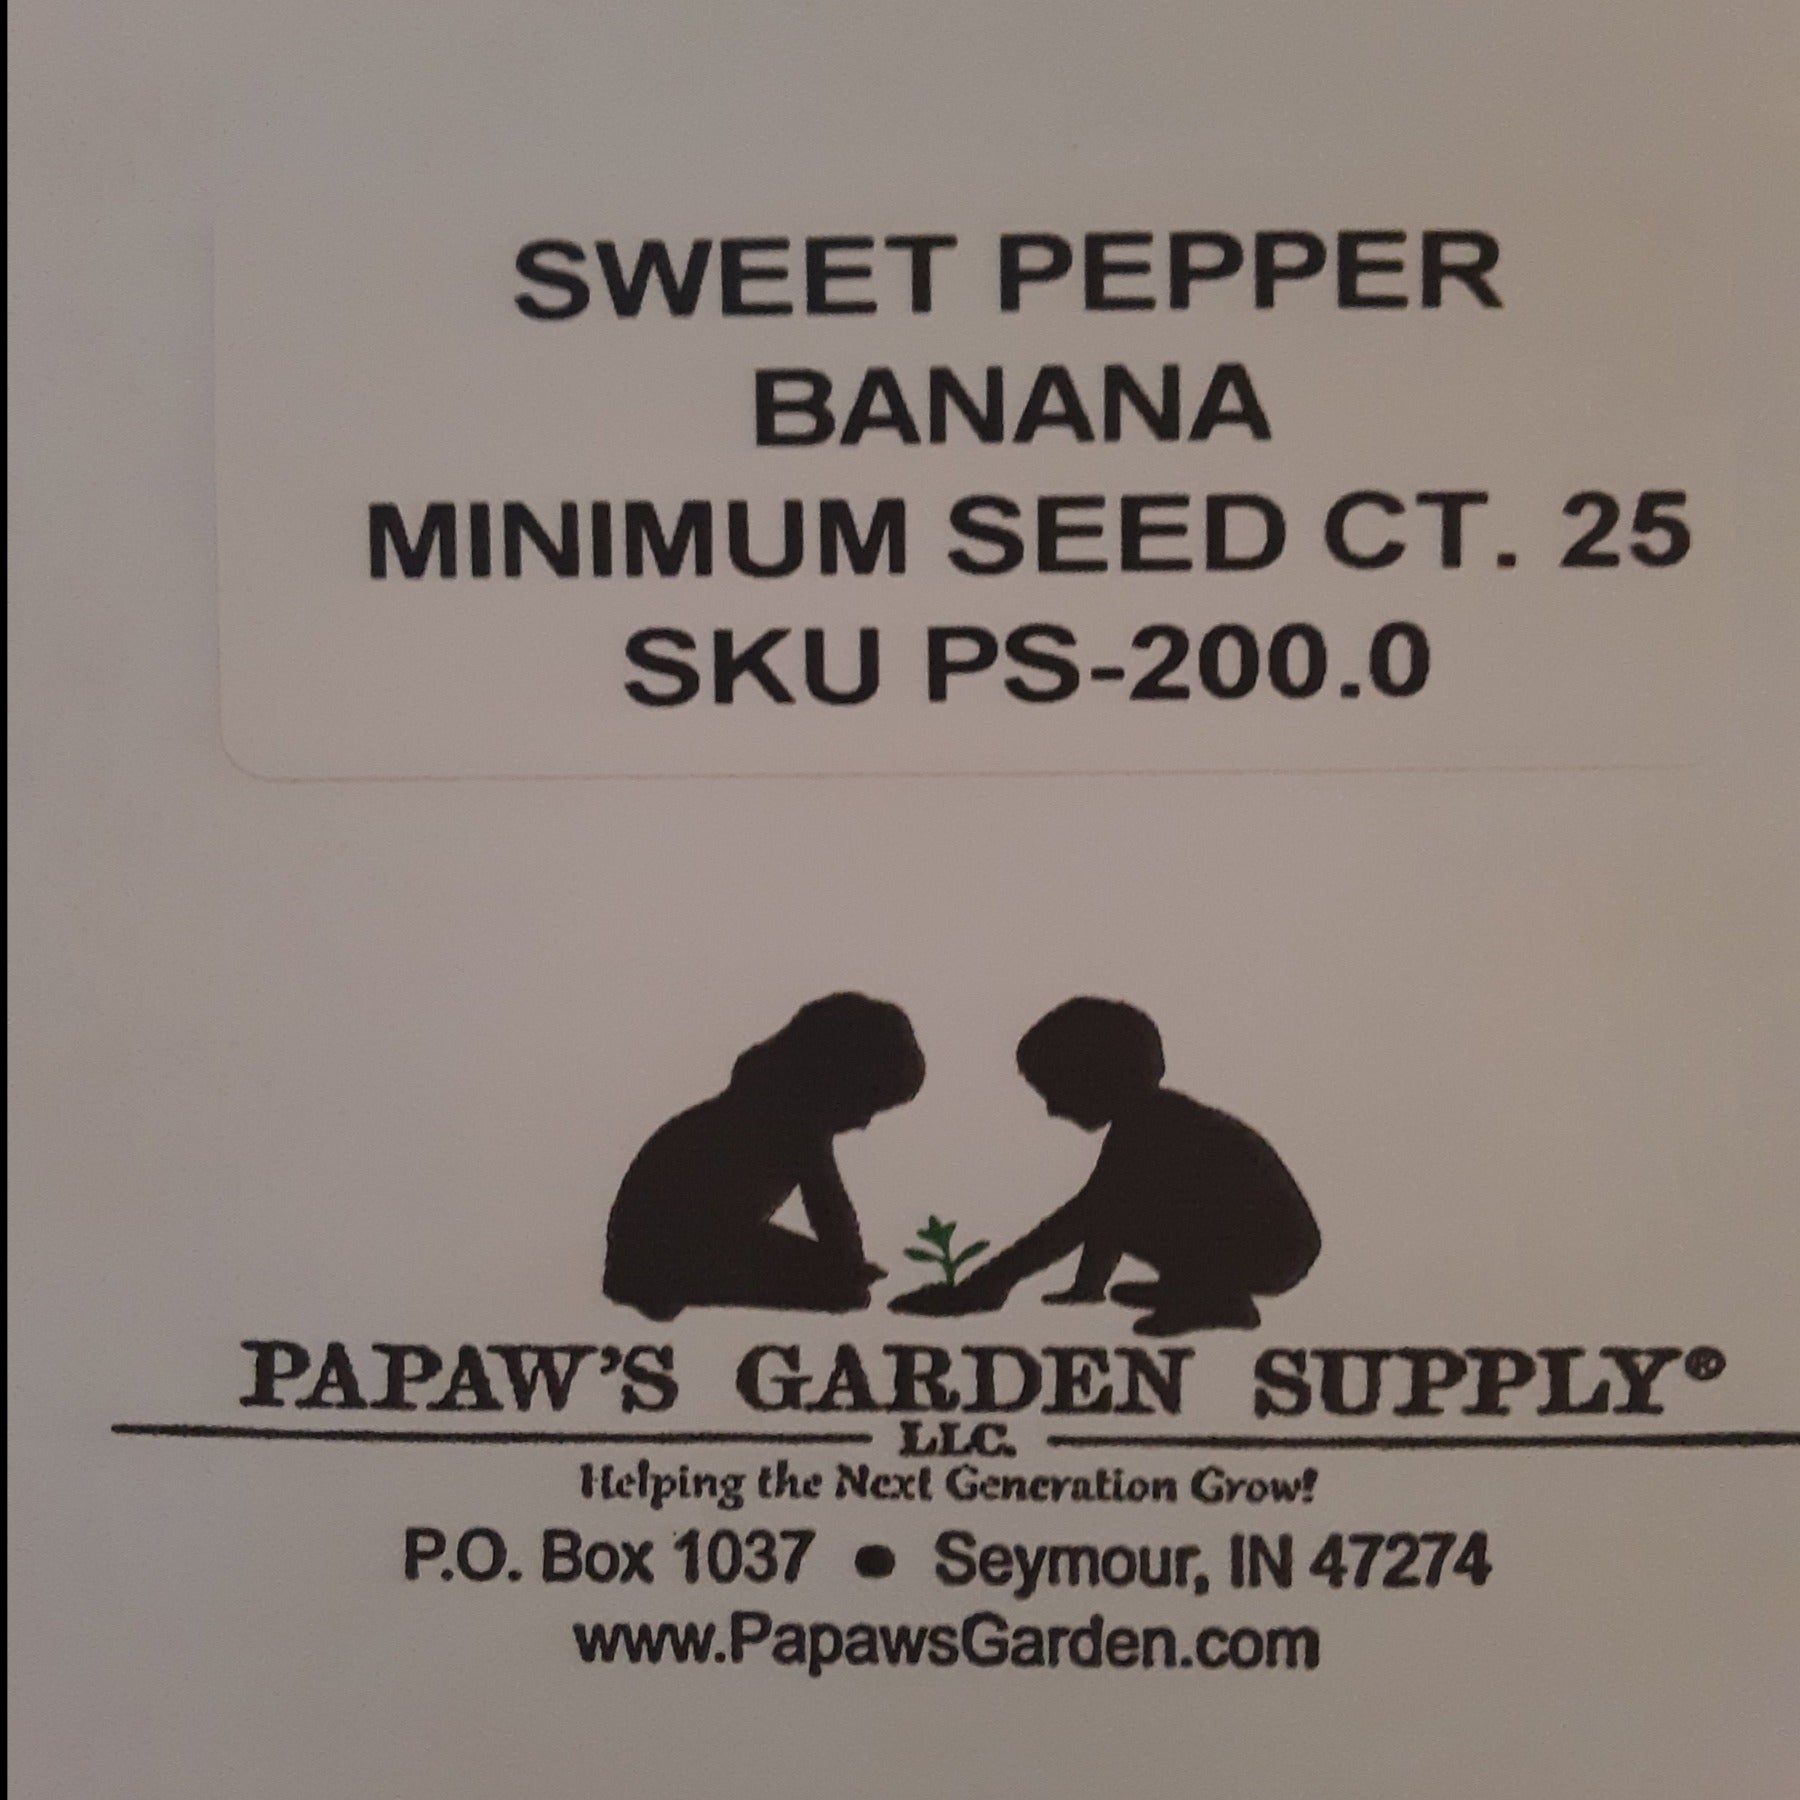 SWEET PEPPER
BANANA
MINIMUM SEED CT. 25
SKU PS-200.0
PAPAW'S GARDEN SUPPLY®
LLC.
Helping the Next Generation Grow!
P.O. Box 1037 • Seymour, IN 47274
www.PapawsGarden.com